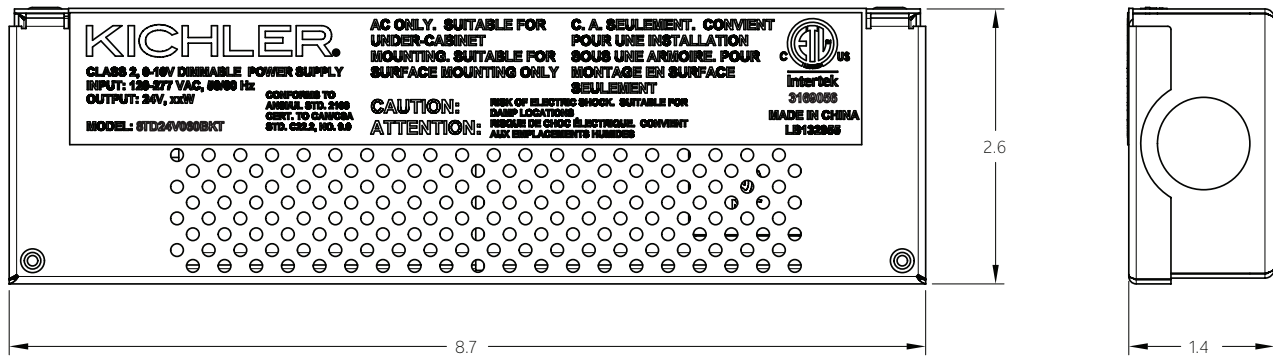 KICHLER®
CLASS 2, 0-10V DIMMABLE POWER SUPPLY
INPUT: 120-277 VAC, 50/60 Hz
OUTPUT: 24V, xxW
MODEL: 8TD24V060BKT
CONFORMS TO
ANSI/UL STD. 2108
CERT. TO CAN/CSA
STD. C22.2, NO. 9.0
AC ONLY. SUITABLE FOR
UNDER-CABINET
MOUNTING. SUITABLE FOR
SURFACE MOUNTING ONLY
C. A. SEULEMENT. CONVIENT
POUR UNE INSTALLATION
SOUS UNE ARMOIRE. POUR
MONTAGE EN SURFACE
SEULEMENT
CAUTION:
RISK OF ELECTRIC SHOCK. SUITABLE FOR
DAMP LOCATIONS
ATTENTION:
RISQUE DE CHOC ÉLECTRIQUE. CONVIENT
AUX EMPLACEMENTS HUMIDES
ETL
C US
Intertek
3169056
MADE IN CHINA
2.6
8.7
1.4